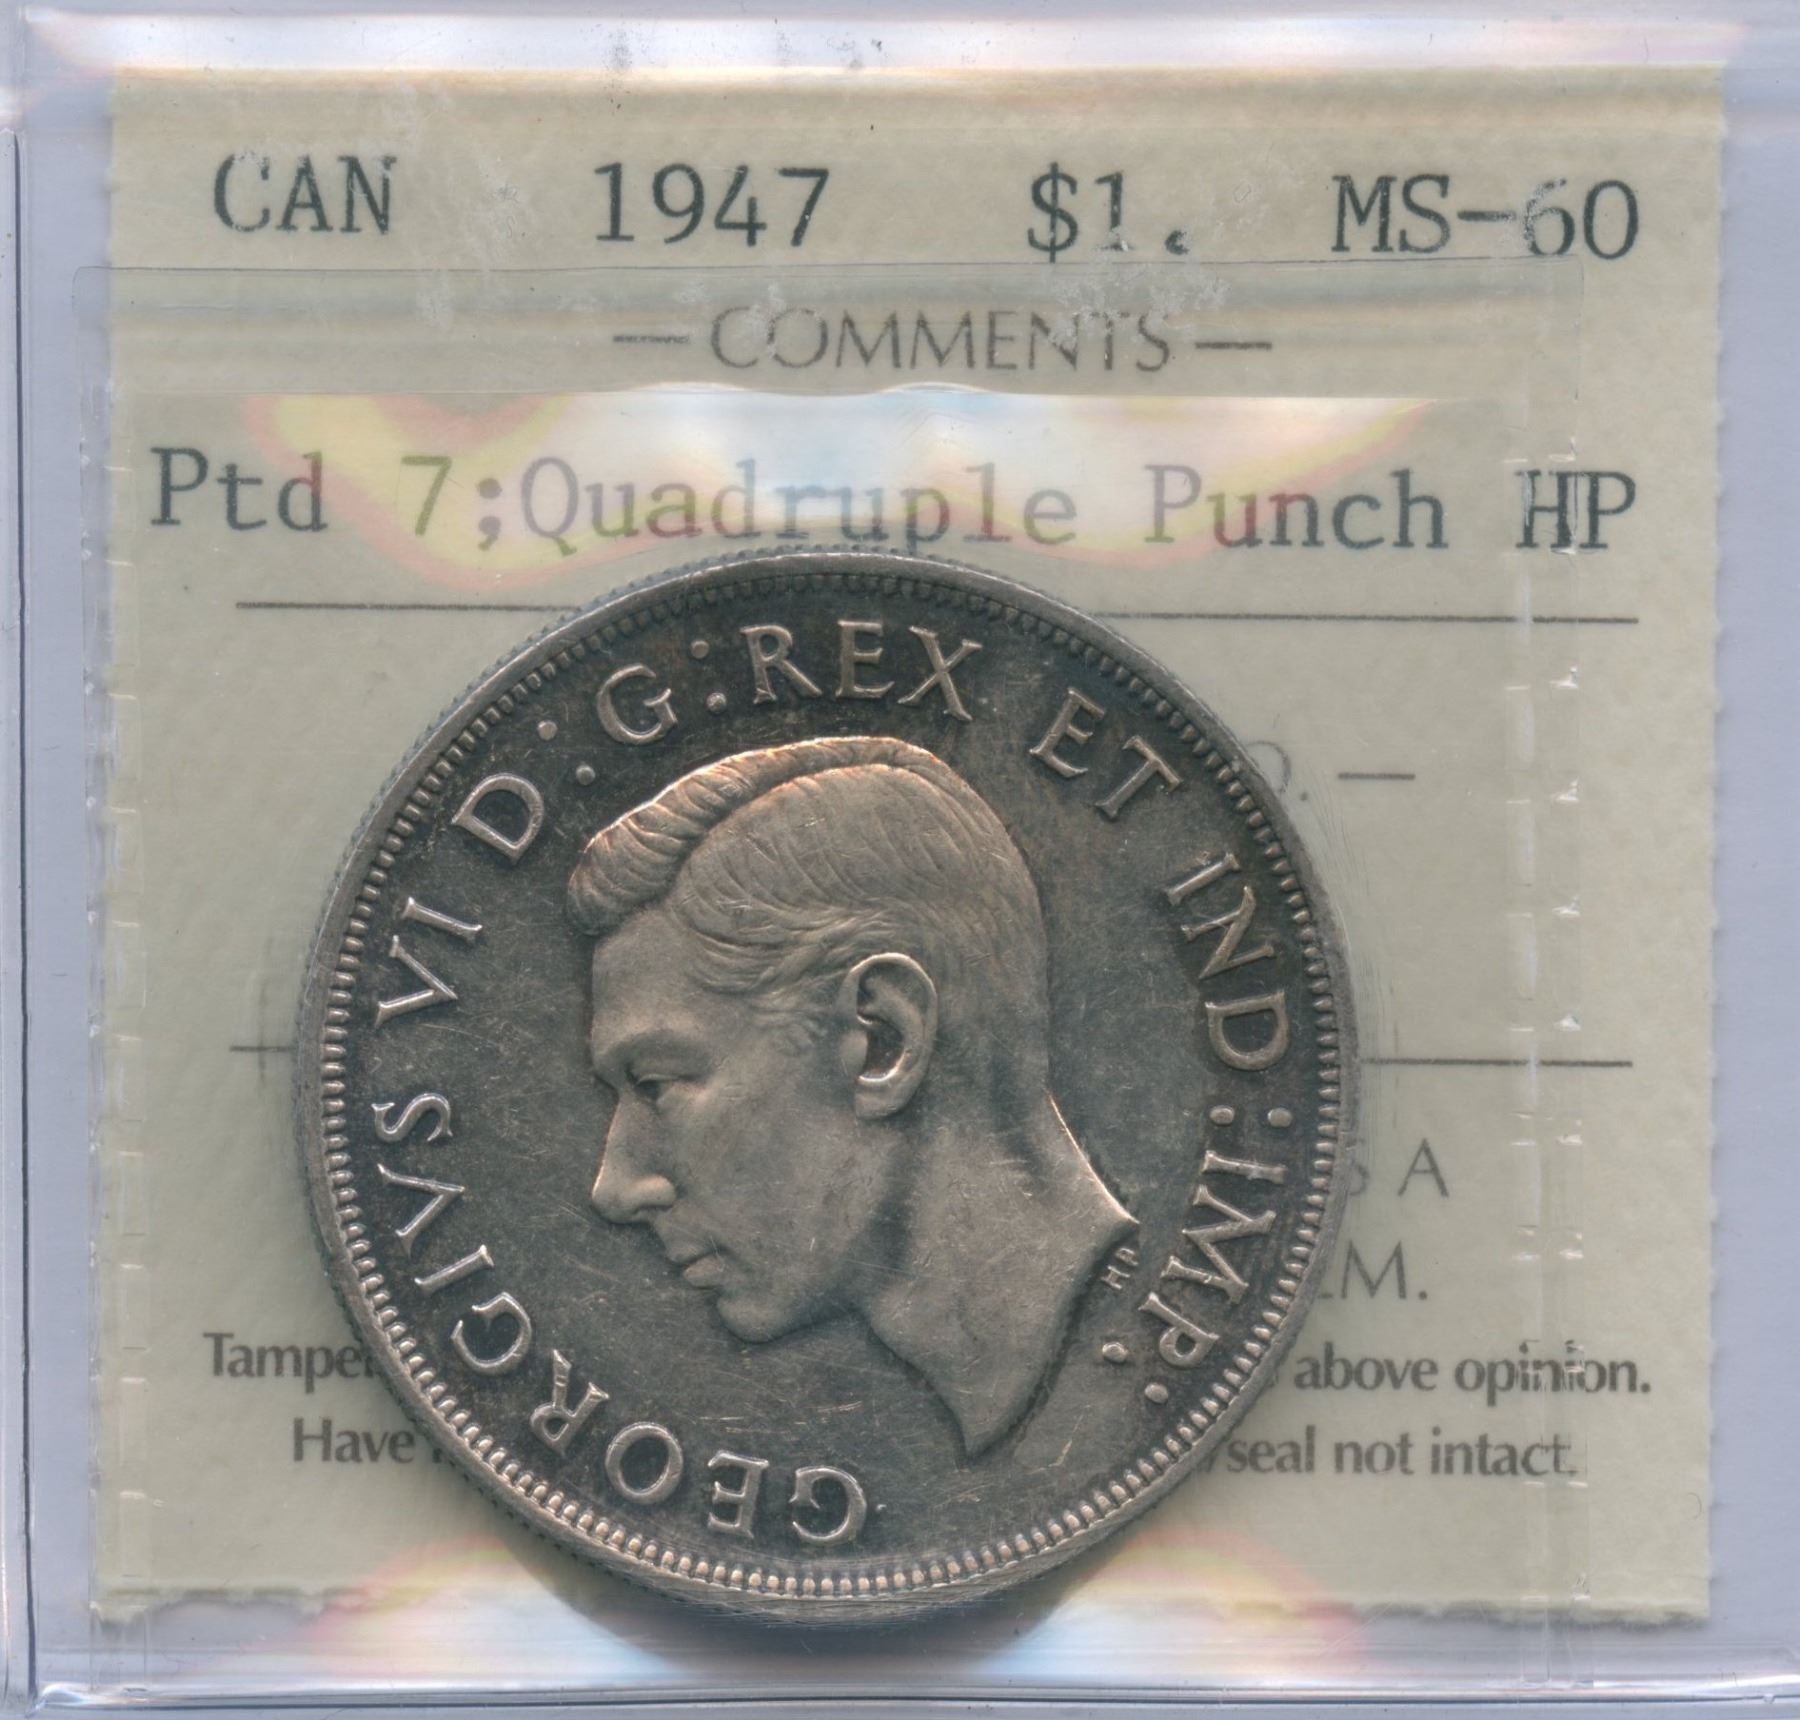 CAN 1947 $1. MS-60
— COMMENTS —
Ptd 7;Quadruple Punch HP
GEORGIVS VI D:G:REX ET IND:IMP:
HP
A
above opinion.
Have
seal not intact.